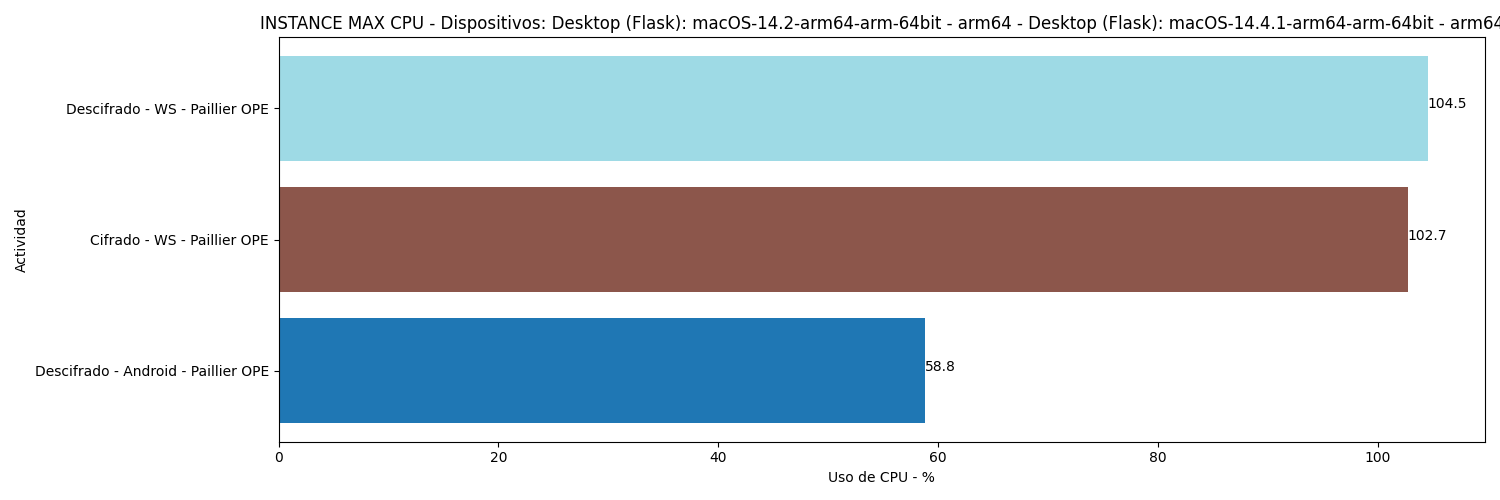 INSTANCE MAX CPU - Dispositivos: Desktop (Flask): macOS-14.2-arm64-arm-64bit - arm64 - Desktop (Flask): macOS-14.4.1-arm64-arm-64bit - arm64
Descifrado - WS - Paillier OPE
104.5
Cifrado - WS - Paillier OPE
102.7
Descifrado - Android - Paillier OPE
58.8
Actividad
0 20 40 60 80 100
Uso de CPU - %